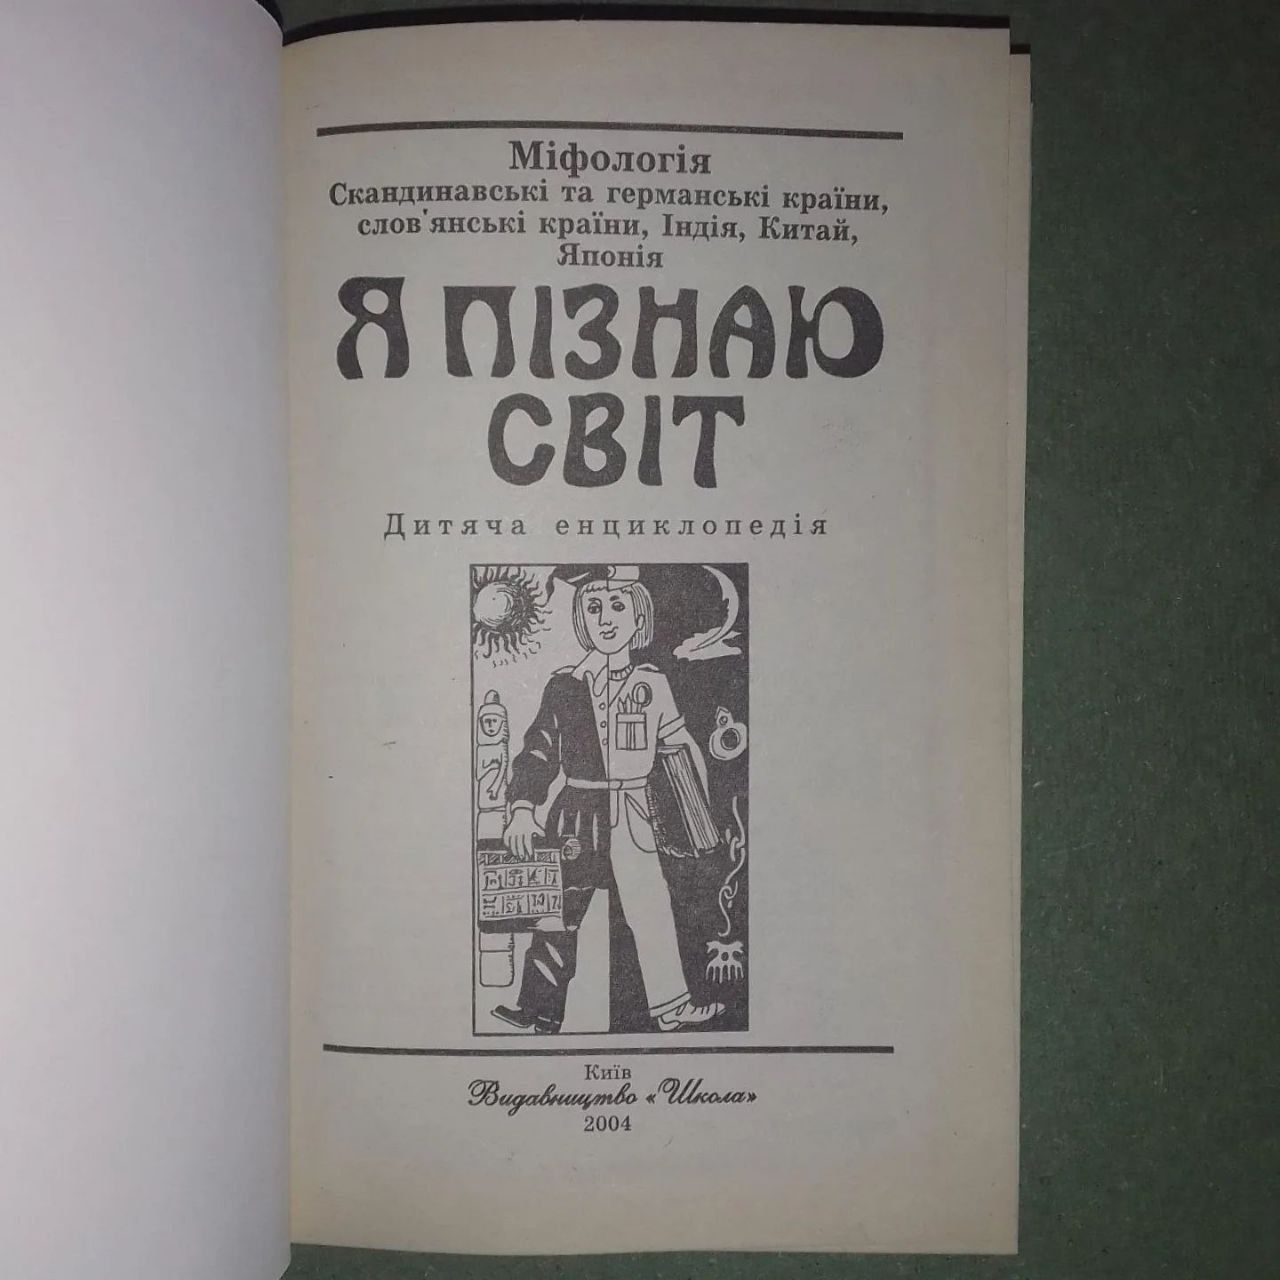 Міфологія
Скандинавські та германські країни,
слов'янські країни, Індія, Китай,
Японія
Я ПІЗНАЮ
СВІТ
Дитяча енциклопедія
Київ
Видавництво «Школа»
2004